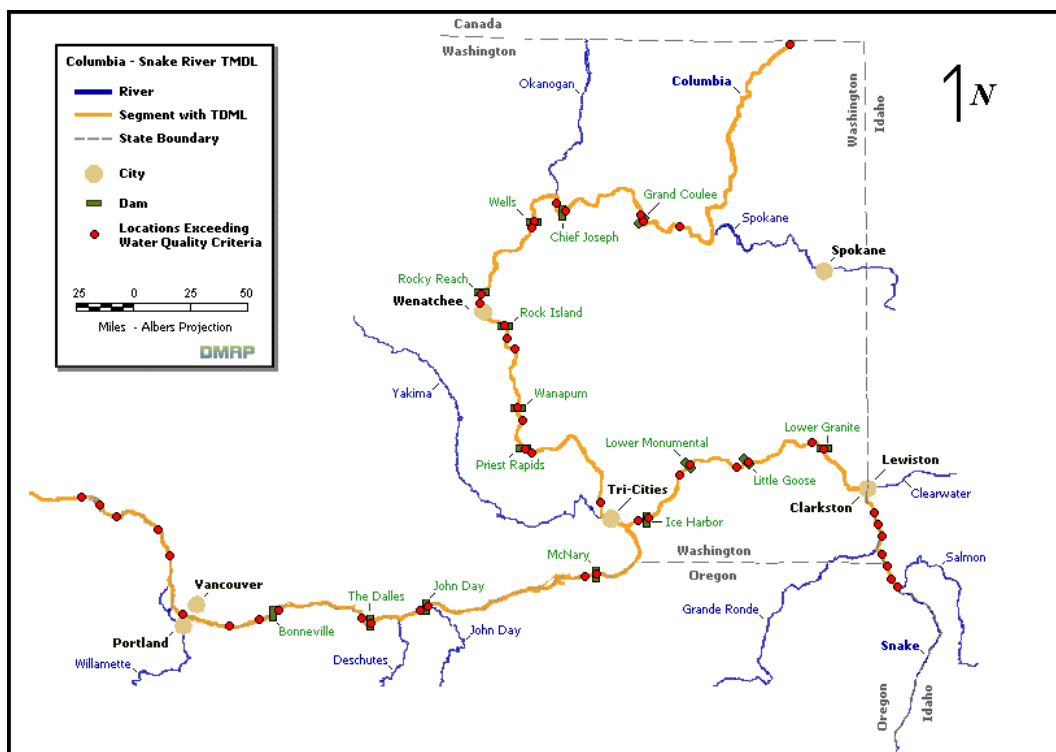 Columbia - Snake River TMDL
River
Segment with TDML
State Boundary
City
Dam
Locations Exceeding
Water Quality Criteria
25 0 25 50
Miles - Albers Projection
DMAP
Canada
Washington
Okanogan
Columbia
Washington
Idaho
N
Wells
Chief Joseph
Grand Coulee
Spokane
Spokane
Rocky Reach
Wenatchee
Rock Island
Yakima
Wanapum
Priest Rapids
Lower Monumental
Lower Granite
Little Goose
Lewiston
Clearwater
Clarkston
Tri-Cities
Ice Harbor
McNary
Washington
Oregon
Salmon
Grande Ronde
Snake
Oregon
Idaho
Vancouver
Portland
Willamette
Bonneville
The Dalles
John Day
Deschutes
John Day